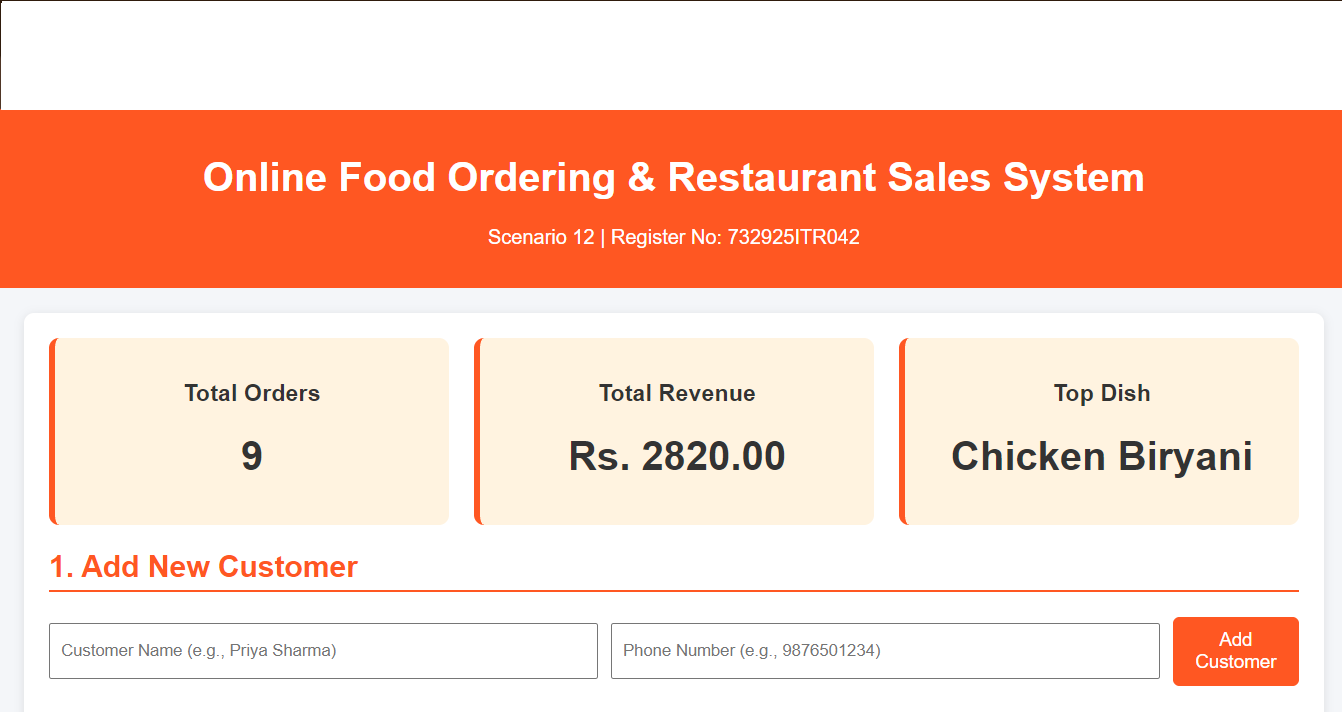 Online Food Ordering & Restaurant Sales System
Scenario 12 | Register No: 732925ITR042
Total Orders
9
Total Revenue
Rs. 2820.00
Top Dish
Chicken Biryani
1. Add New Customer
Customer Name (e.g., Priya Sharma)
Phone Number (e.g., 9876501234)
Add
Customer